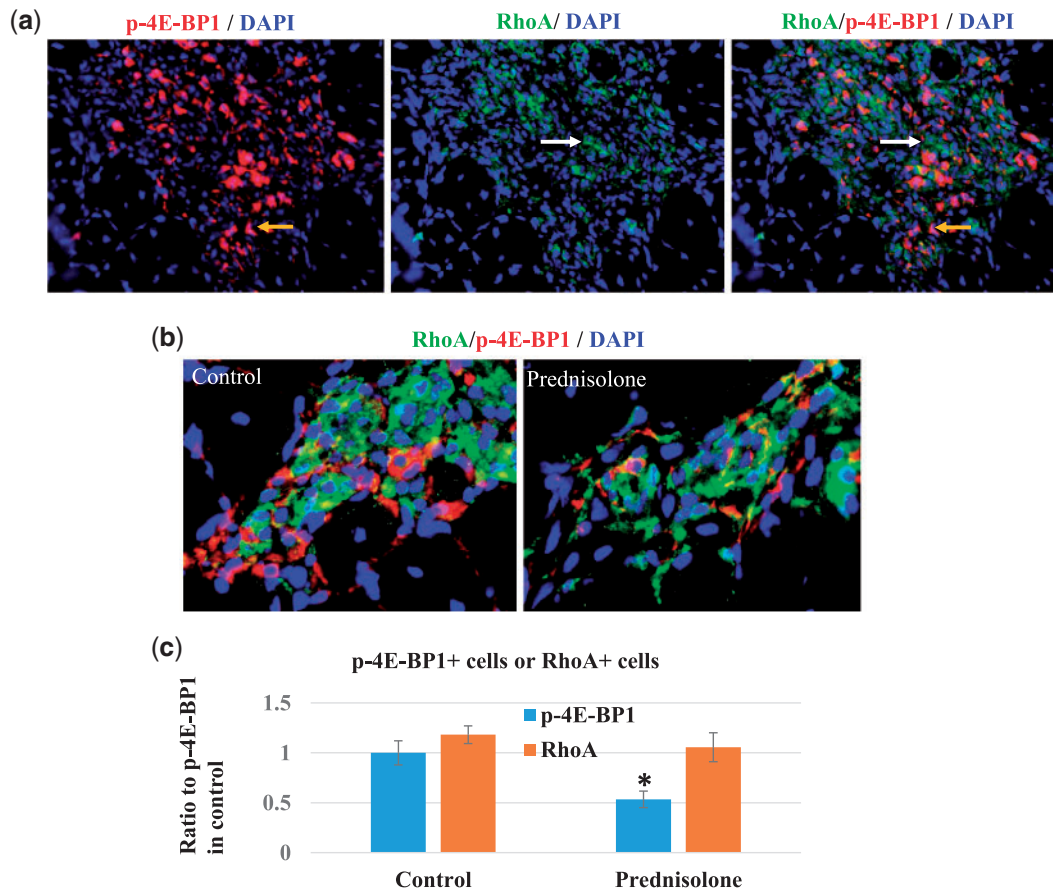 (a)
p-4E-BP1 / DAPI
RhoA/ DAPI
RhoA/p-4E-BP1 / DAPI
(b)
RhoA/p-4E-BP1 / DAPI
Control
Prednisolone
(c)
p-4E-BP1+ cells or RhoA+ cells
Ratio to p-4E-BP1
in control
1.5
1
0.5
0
p-4E-BP1
RhoA
*
Control
Prednisolone